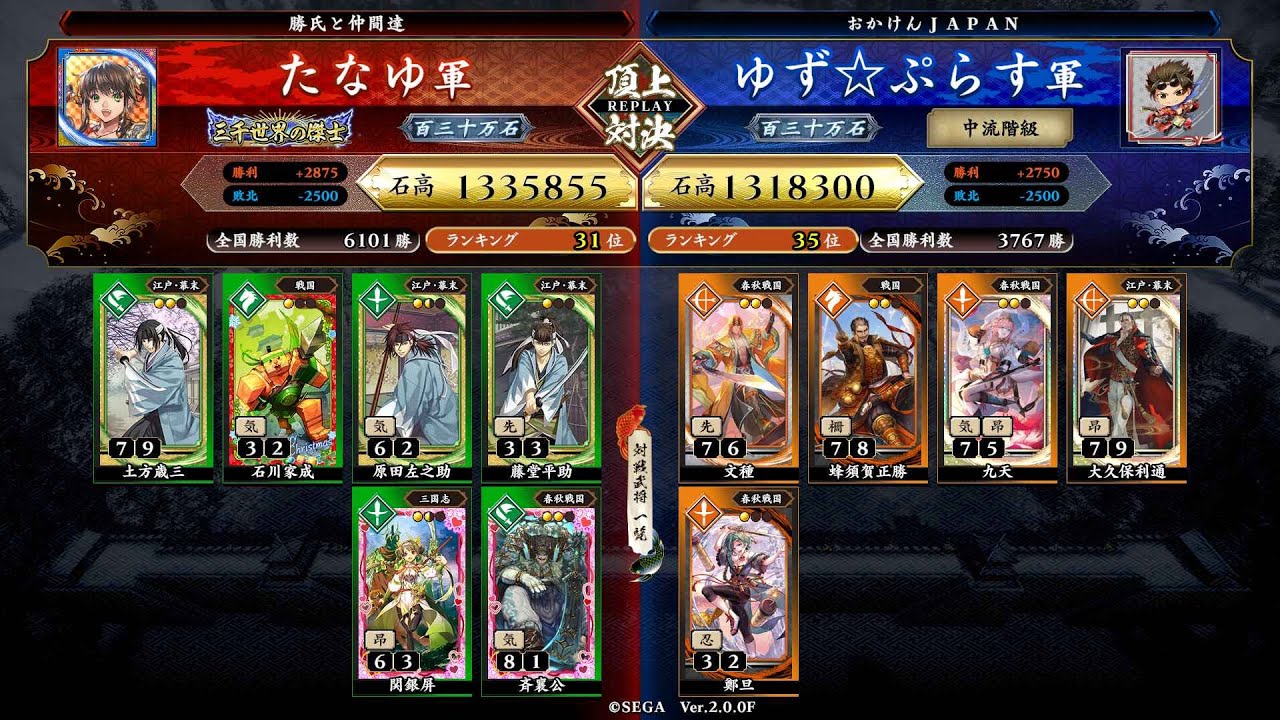 勝氏と仲間達
おかけんJAPAN
たなゆ軍
頂上
REPLAY
対決
ゆず☆ぷらす軍
三千世界の傑士
百三十万石
百三十万石
中流階級
勝利 +2875
敗北 -2500
石高 1335855
石高 1318300
勝利 +2750
敗北 -2500
全国勝利数 6101勝
ランキング 31位
ランキング 35位
全国勝利数 3767勝
江戸・幕末
7 9
土方歳三
戦国
気
3 2
Christmas
石川家成
江戸・幕末
気
6 2
原田左之助
江戸・幕末
先
3 3
藤堂平助
三国志
昂
6 3
関銀屏
春秋戦国
気
8 1
斉襄公
対戦武将一覧
春秋戦国
先
7 6
文種
戦国
柵
7 8
蜂須賀正勝
春秋戦国
気 昂
7 5
九天
江戸・幕末
昂
7 9
大久保利通
春秋戦国
忍
3 2
鄭旦
©SEGA Ver.2.0.0F